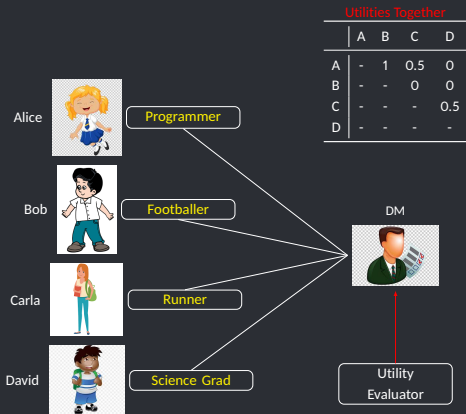 Utilities Together
A B C D
A - 1 0.5 0
B - - 0 0
C - - - 0.5
D - - - -
Alice Programmer
Bob Footballer
DM
Carla Runner
David Science Grad
Utility
Evaluator